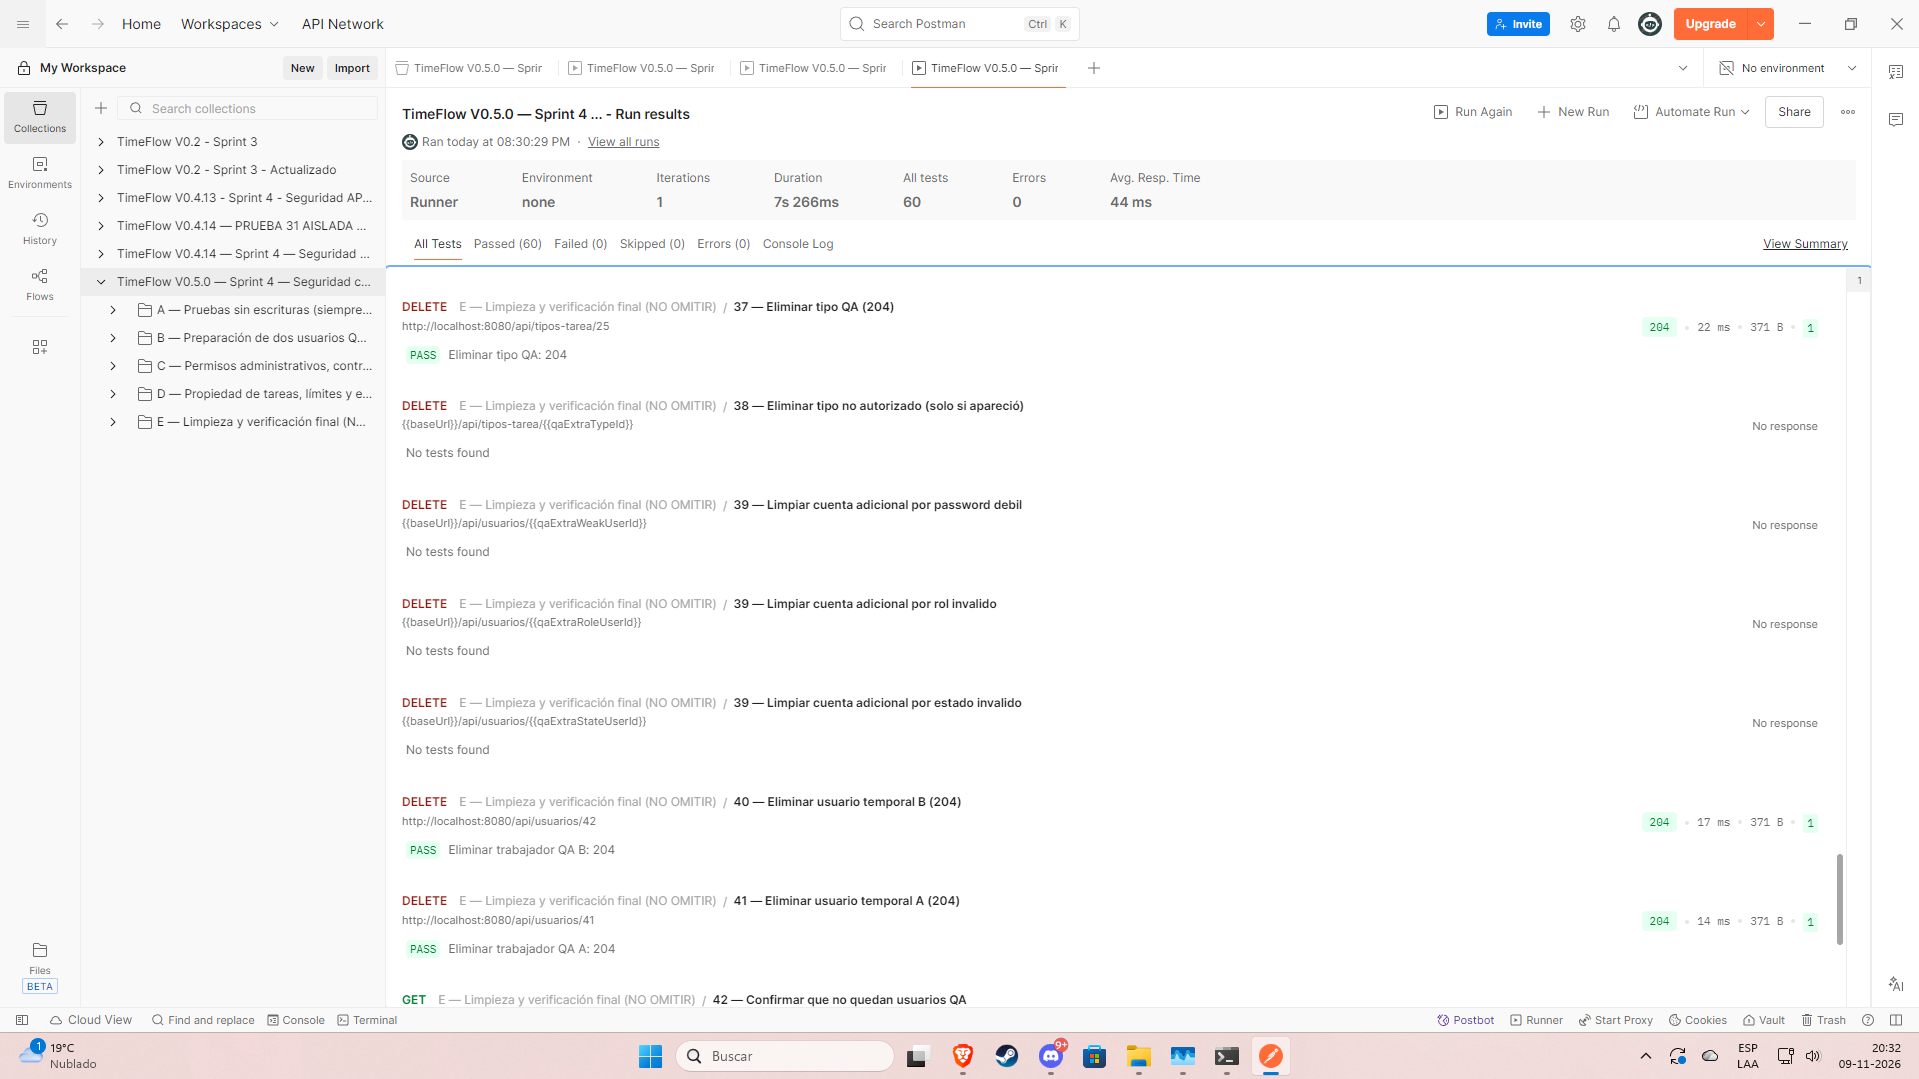 Home
Workspaces
API Network
Search Postman
Ctrl
K
Invite
Upgrade
My Workspace
New
Import
TimeFlow V0.5.0 — Sprin
TimeFlow V0.5.0 — Sprin
TimeFlow V0.5.0 — Sprin
TimeFlow V0.5.0 — Sprin
No environment
Collections
Environments
History
Flows
Files
BETA
Search collections
TimeFlow V0.2 - Sprint 3
TimeFlow V0.2 - Sprint 3 - Actualizado
TimeFlow V0.4.13 - Sprint 4 - Seguridad AP...
TimeFlow V0.4.14 — PRUEBA 31 AISLADA ...
TimeFlow V0.4.14 — Sprint 4 — Seguridad ...
TimeFlow V0.5.0 — Sprint 4 — Seguridad c...
A — Pruebas sin escrituras (siempre...
B — Preparación de dos usuarios Q...
C — Permisos administrativos, contr...
D — Propiedad de tareas, límites y e...
E — Limpieza y verificación final (N...
TimeFlow V0.5.0 — Sprint 4 ... - Run results
Run Again
New Run
Automate Run
Share
Ran today at 08:30:29 PM · View all runs
Source Environment Iterations Duration All tests Errors Avg. Resp. Time
Runner none 1 7s 266ms 60 0 44 ms
All Tests Passed (60) Failed (0) Skipped (0) Errors (0) Console Log View Summary
1
DELETE E — Limpieza y verificación final (NO OMITIR) / 37 — Eliminar tipo QA (204)
http://localhost:8080/api/tipos-tarea/25
204 • 22 ms • 371 B • 1
PASS Eliminar tipo QA: 204
DELETE E — Limpieza y verificación final (NO OMITIR) / 38 — Eliminar tipo no autorizado (solo si apareció)
{{baseUrl}}/api/tipos-tarea/{{qaExtraTypeId}}
No response
No tests found
DELETE E — Limpieza y verificación final (NO OMITIR) / 39 — Limpiar cuenta adicional por password debil
{{baseUrl}}/api/usuarios/{{qaExtraWeakUserId}}
No response
No tests found
DELETE E — Limpieza y verificación final (NO OMITIR) / 39 — Limpiar cuenta adicional por rol invalido
{{baseUrl}}/api/usuarios/{{qaExtraRoleUserId}}
No response
No tests found
DELETE E — Limpieza y verificación final (NO OMITIR) / 39 — Limpiar cuenta adicional por estado invalido
{{baseUrl}}/api/usuarios/{{qaExtraStateUserId}}
No response
No tests found
DELETE E — Limpieza y verificación final (NO OMITIR) / 40 — Eliminar usuario temporal B (204)
http://localhost:8080/api/usuarios/42
204 • 17 ms • 371 B • 1
PASS Eliminar trabajador QA B: 204
DELETE E — Limpieza y verificación final (NO OMITIR) / 41 — Eliminar usuario temporal A (204)
http://localhost:8080/api/usuarios/41
204 • 14 ms • 371 B • 1
PASS Eliminar trabajador QA A: 204
GET E — Limpieza y verificación final (NO OMITIR) / 42 — Confirmar que no quedan usuarios QA
AI
Cloud View
Find and replace
Console
Terminal
Postbot
Runner
Start Proxy
Cookies
Vault
Trash
1
19°C
Nublado
Buscar
9+
ESP
LAA
20:32
09-11-2026